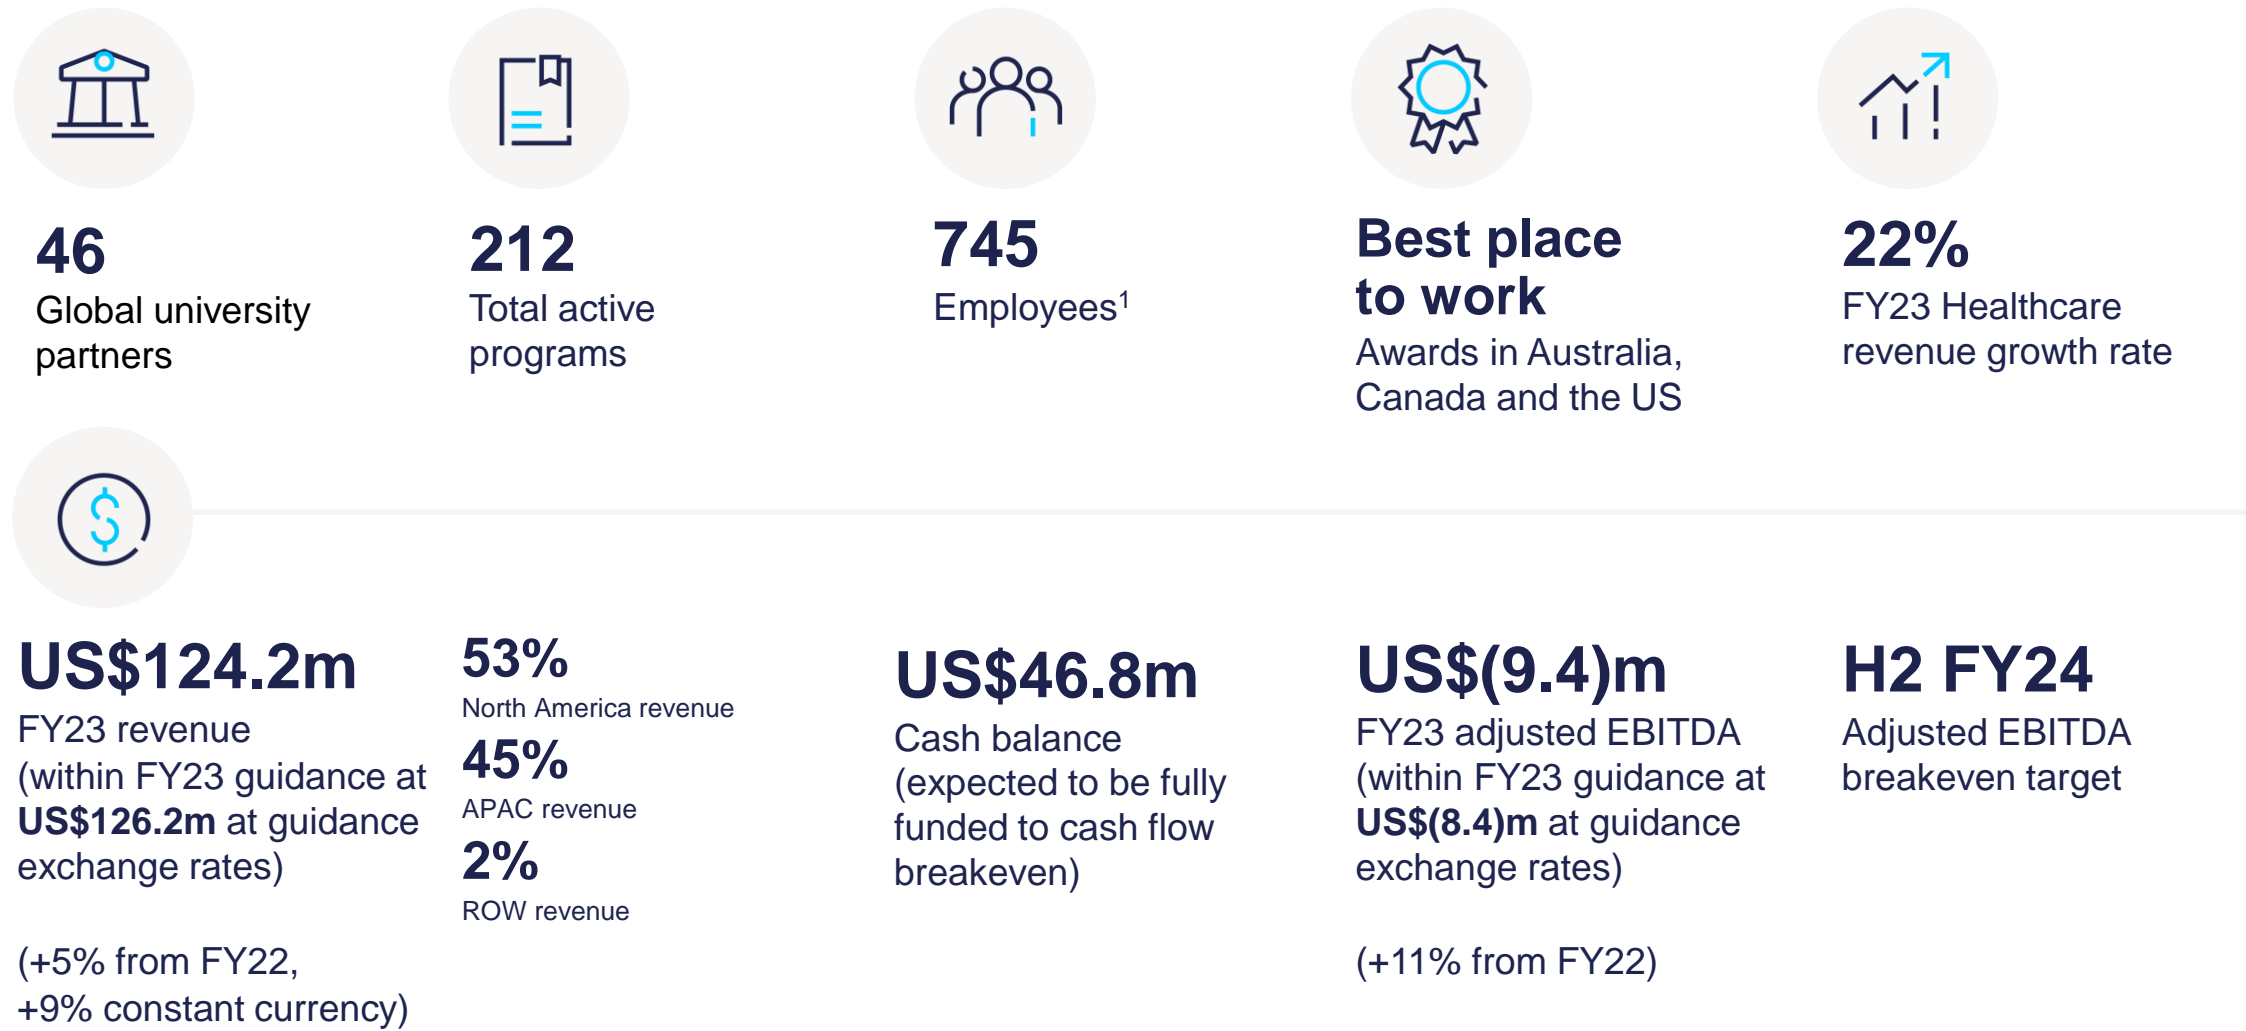 46
Global university
partners
212
Total active
programs
745
Employees¹
Best place
to work
Awards in Australia,
Canada and the US
22%
FY23 Healthcare
revenue growth rate
US$124.2m
FY23 revenue
(within FY23 guidance at
US$126.2m at guidance
exchange rates)
(+5% from FY22,
+9% constant currency)
53%
North America revenue
45%
APAC revenue
2%
ROW revenue
US$46.8m
Cash balance
(expected to be fully
funded to cash flow
breakeven)
US$(9.4)m
FY23 adjusted EBITDA
(within FY23 guidance at
US$(8.4)m at guidance
exchange rates)
(+11% from FY22)
H2 FY24
Adjusted EBITDA
breakeven target